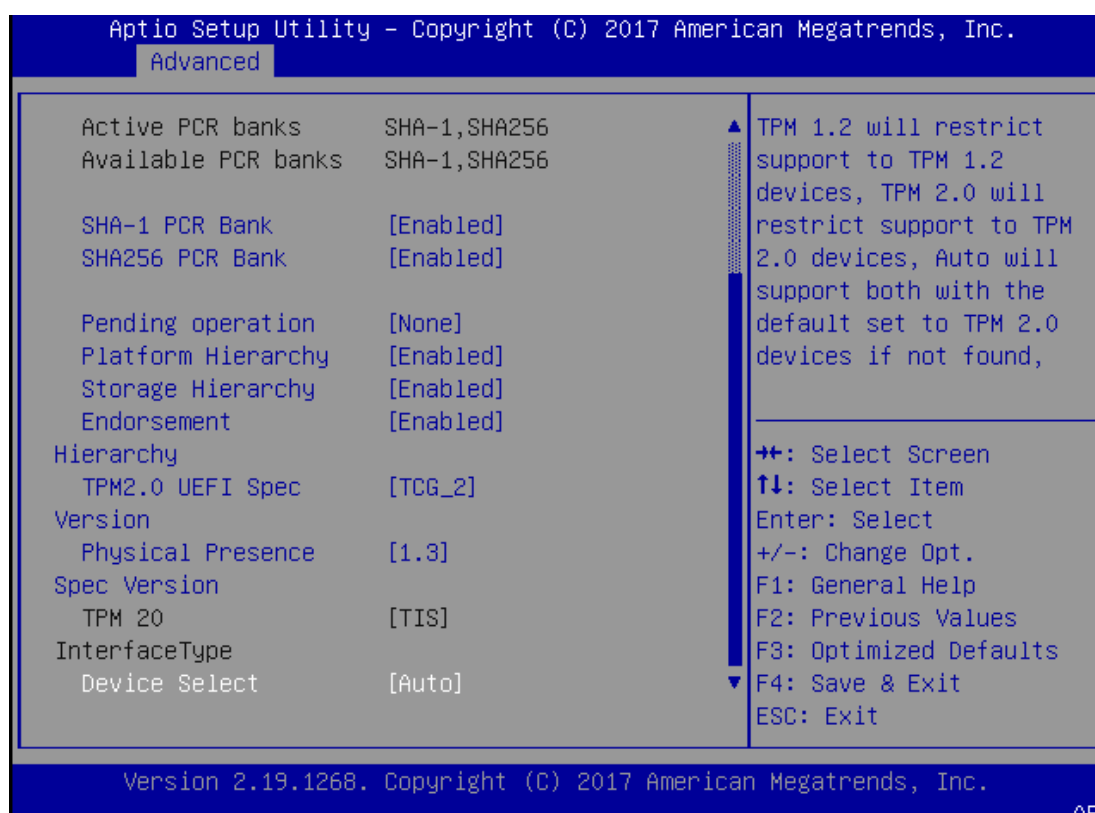 Aptio Setup Utility – Copyright (C) 2017 American Megatrends, Inc.
Advanced
Active PCR banks SHA-1,SHA256
Available PCR banks SHA-1,SHA256
SHA-1 PCR Bank [Enabled]
SHA256 PCR Bank [Enabled]
Pending operation [None]
Platform Hierarchy [Enabled]
Storage Hierarchy [Enabled]
Endorsement [Enabled]
Hierarchy
TPM2.0 UEFI Spec [TCG_2]
Version
Physical Presence [1.3]
Spec Version
TPM 20 [TIS]
InterfaceType
Device Select [Auto]
TPM 1.2 will restrict
support to TPM 1.2
devices, TPM 2.0 will
restrict support to TPM
2.0 devices, Auto will
support both with the
default set to TPM 2.0
devices if not found,
→←: Select Screen
↑↓: Select Item
Enter: Select
+/-: Change Opt.
F1: General Help
F2: Previous Values
F3: Optimized Defaults
F4: Save & Exit
ESC: Exit
Version 2.19.1268. Copyright (C) 2017 American Megatrends, Inc.